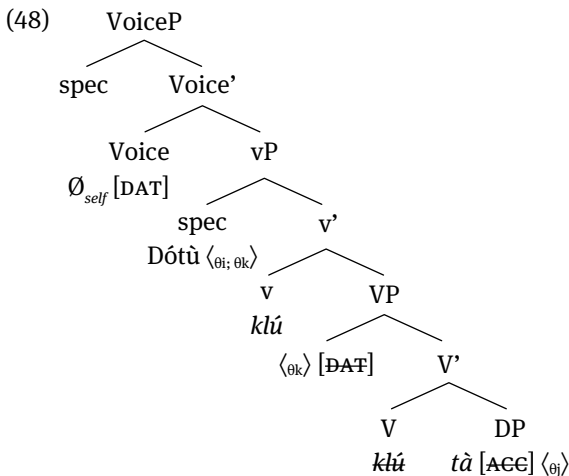 (48) VoiceP
spec Voice’
Voice vP
Ø self [DAT]
spec v’
Dótù ⟨θi; θk⟩
v VP
klú
⟨θk⟩ [DAT] V’
V DP
klú tà [ACC] ⟨θj⟩